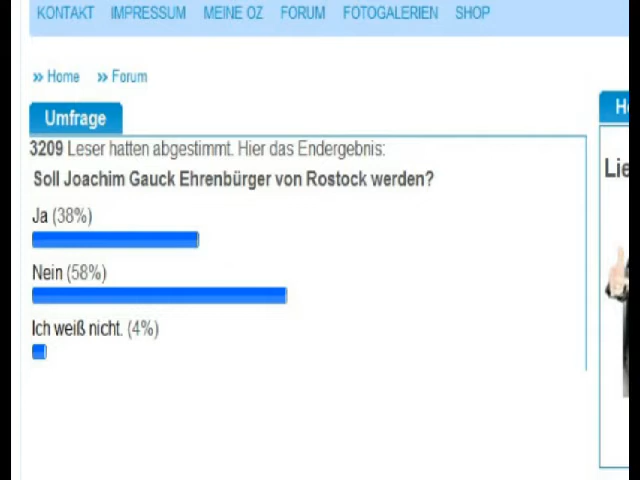 KONTAKT IMPRESSUM MEINE OZ FORUM FOTOGALERIEN SHOP
» Home » Forum
Umfrage
3209 Leser hatten abgestimmt. Hier das Endergebnis:
Soll Joachim Gauck Ehrenbürger von Rostock werden?
Ja (38%)
Nein (58%)
Ich weiß nicht. (4%)